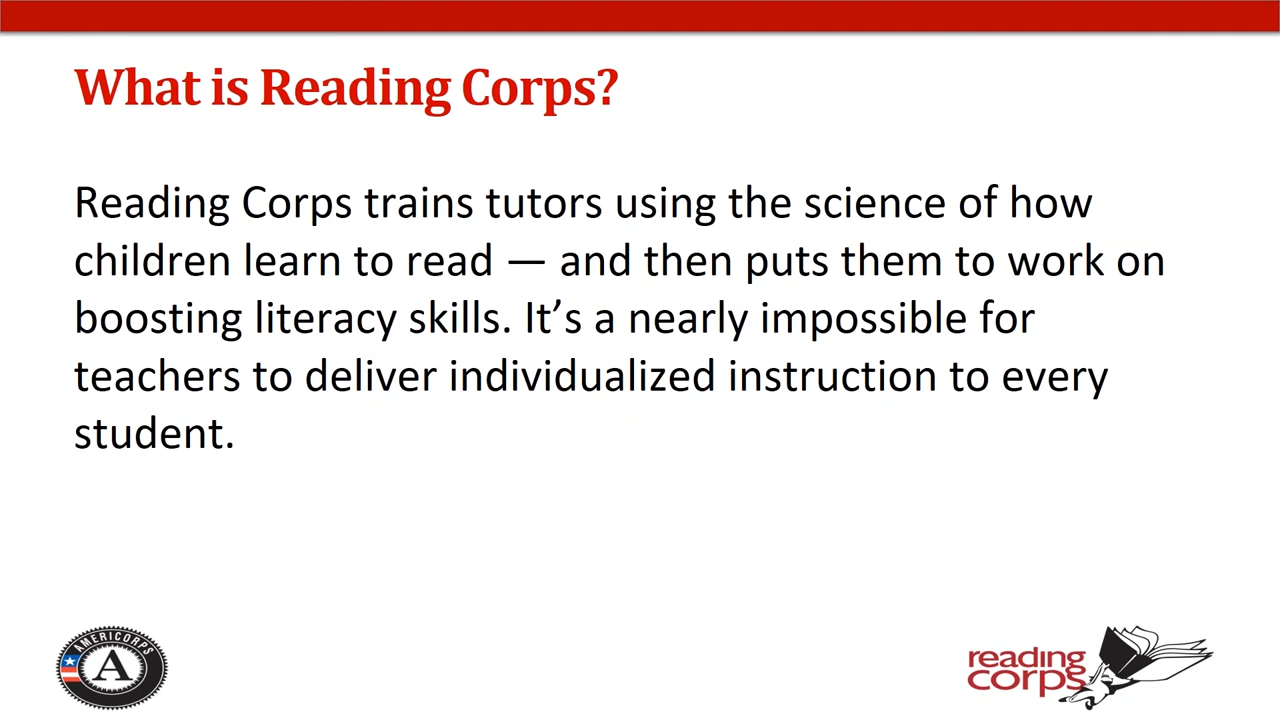 What is Reading Corps?
Reading Corps trains tutors using the science of how
children learn to read — and then puts them to work on
boosting literacy skills. It’s a nearly impossible for
teachers to deliver individualized instruction to every
student.
AMERICORPS
A
reading
corps